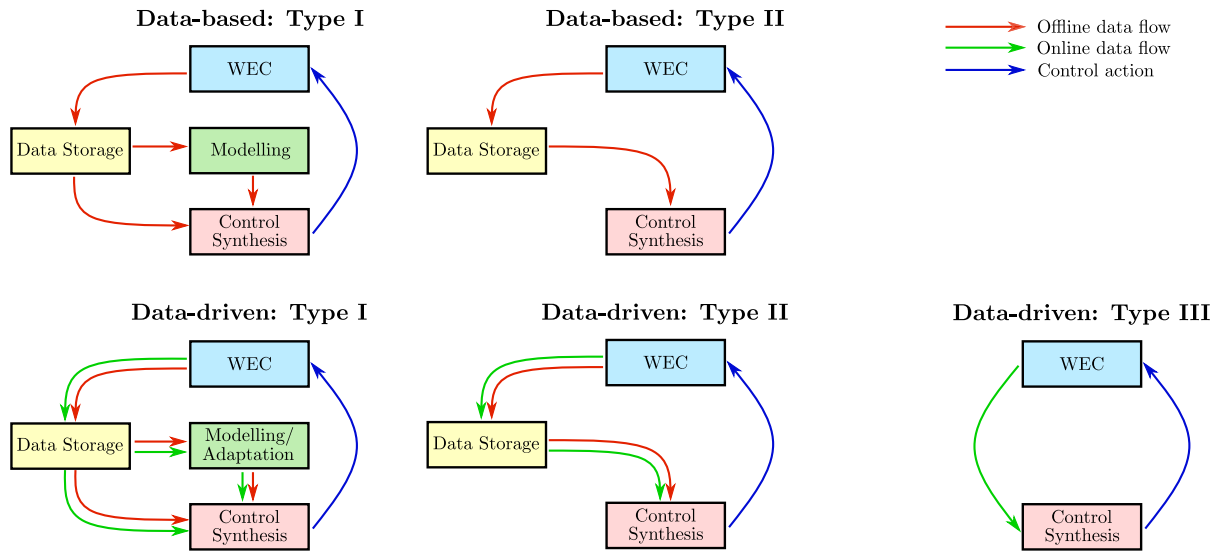 Data-based: Type I
WEC
Data Storage
Modelling
Control
Synthesis
Data-based: Type II
WEC
Data Storage
Control
Synthesis
Offline data flow
Online data flow
Control action
Data-driven: Type I
WEC
Data Storage
Modelling/
Adaptation
Control
Synthesis
Data-driven: Type II
WEC
Data Storage
Control
Synthesis
Data-driven: Type III
WEC
Control
Synthesis